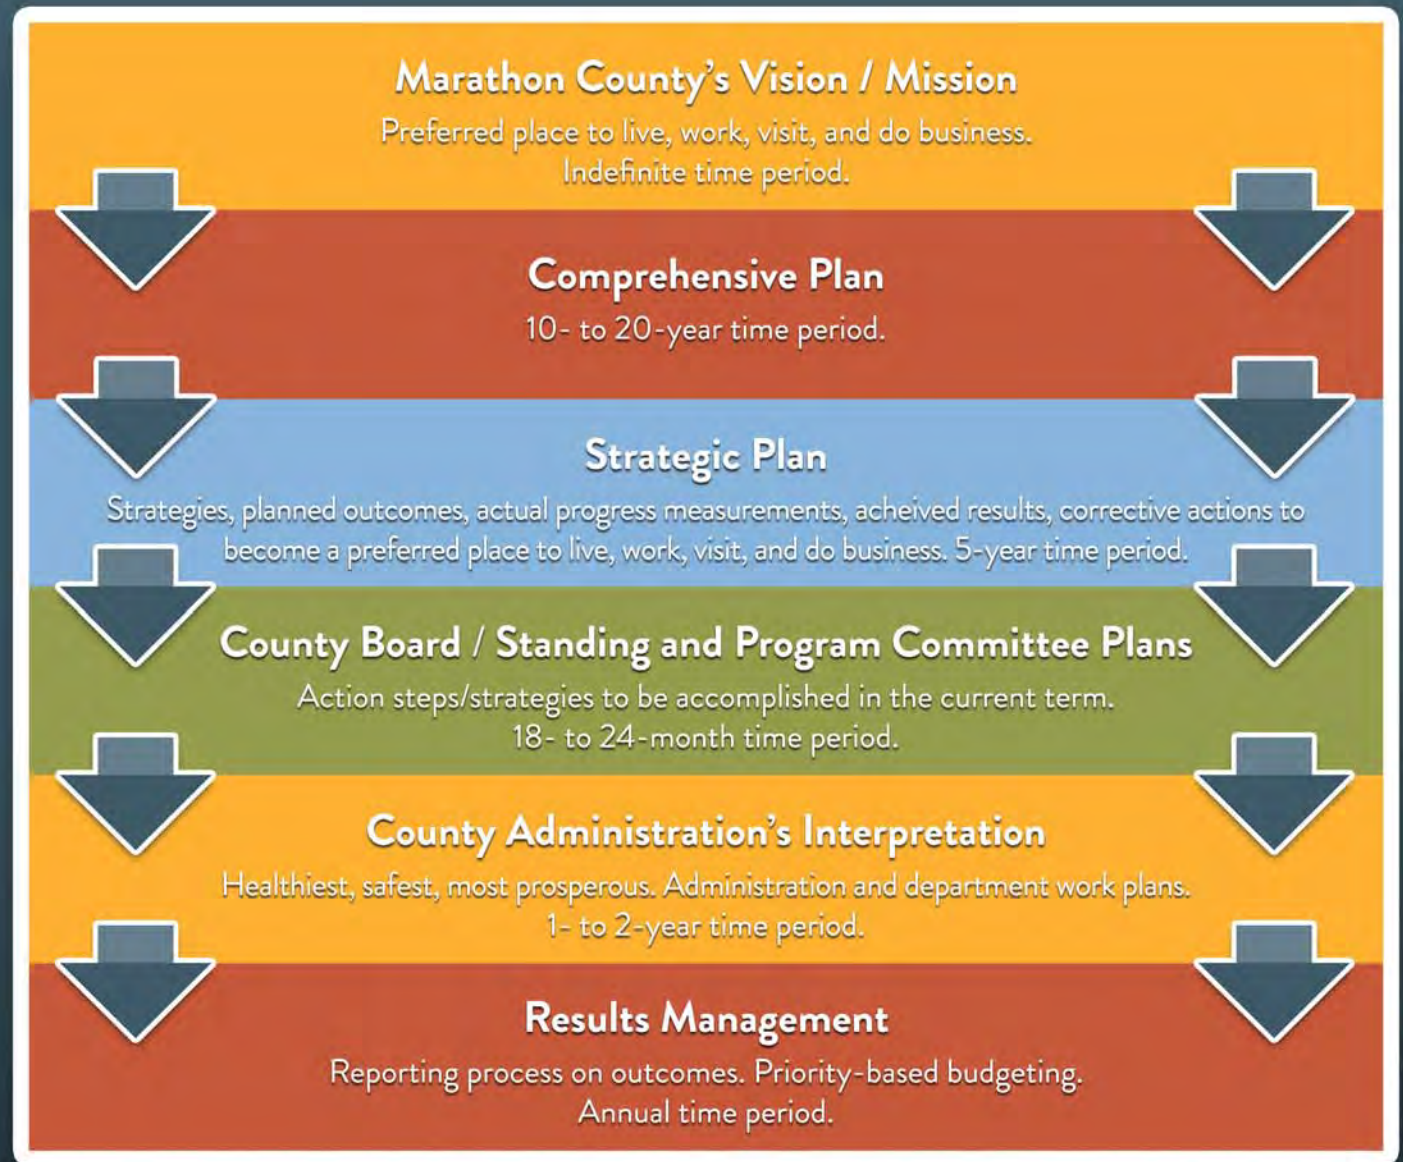 Marathon County's Vision / Mission
Preferred place to live, work, visit, and do business.
Indefinite time period.
Comprehensive Plan
10- to 20-year time period.
Strategic Plan
Strategies, planned outcomes, actual progress measurements, acheived results, corrective actions to
become a preferred place to live, work, visit, and do business. 5-year time period.
County Board / Standing and Program Committee Plans
Action steps/strategies to be accomplished in the current term.
18- to 24-month time period.
County Administration's Interpretation
Healthiest, safest, most prosperous. Administration and department work plans.
1- to 2-year time period.
Results Management
Reporting process on outcomes. Priority-based budgeting.
Annual time period.